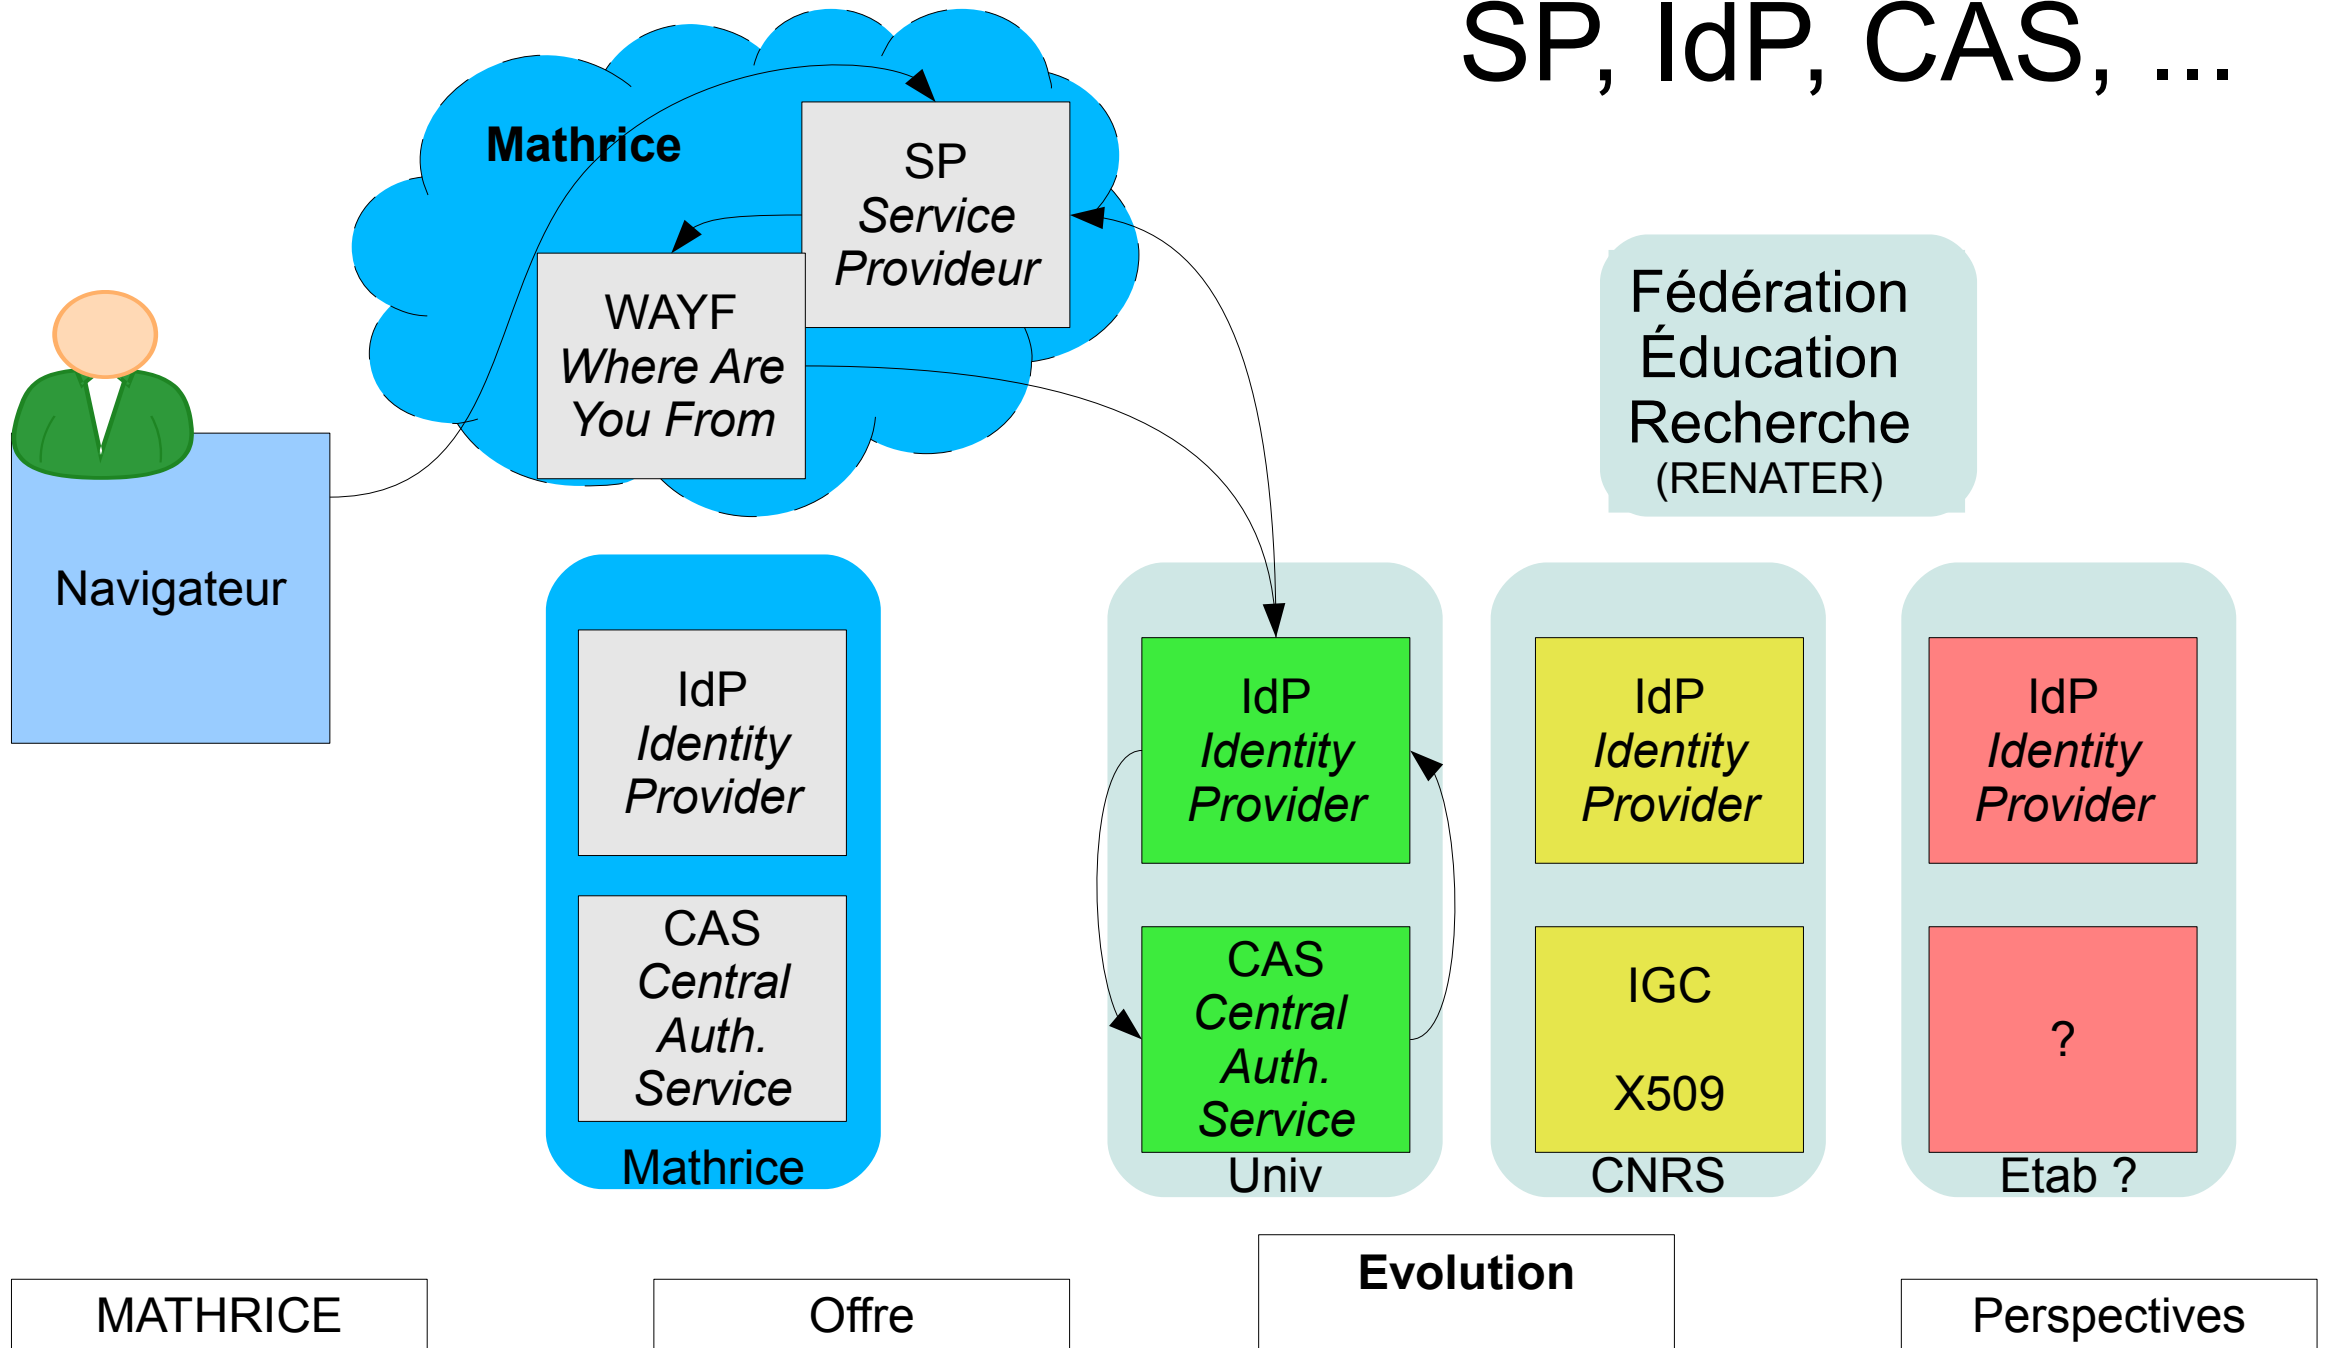 SP, IdP, CAS, ...
Mathrice
SP
Service
Provideur
WAYF
Where Are
You From
Fédération
Éducation
Recherche
(RENATER)
Navigateur
IdP
Identity
Provider
CAS
Central
Auth.
Service
Mathrice
IdP
Identity
Provider
CAS
Central
Auth.
Service
Univ
IdP
Identity
Provider
IGC
X509
CNRS
IdP
Identity
Provider
?
Etab ?
MATHRICE
Offre
Evolution
Perspectives